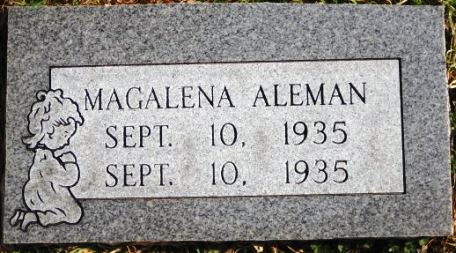 MAGALENA ALEMAN
SEPT. 10, 1935
SEPT. 10, 1935